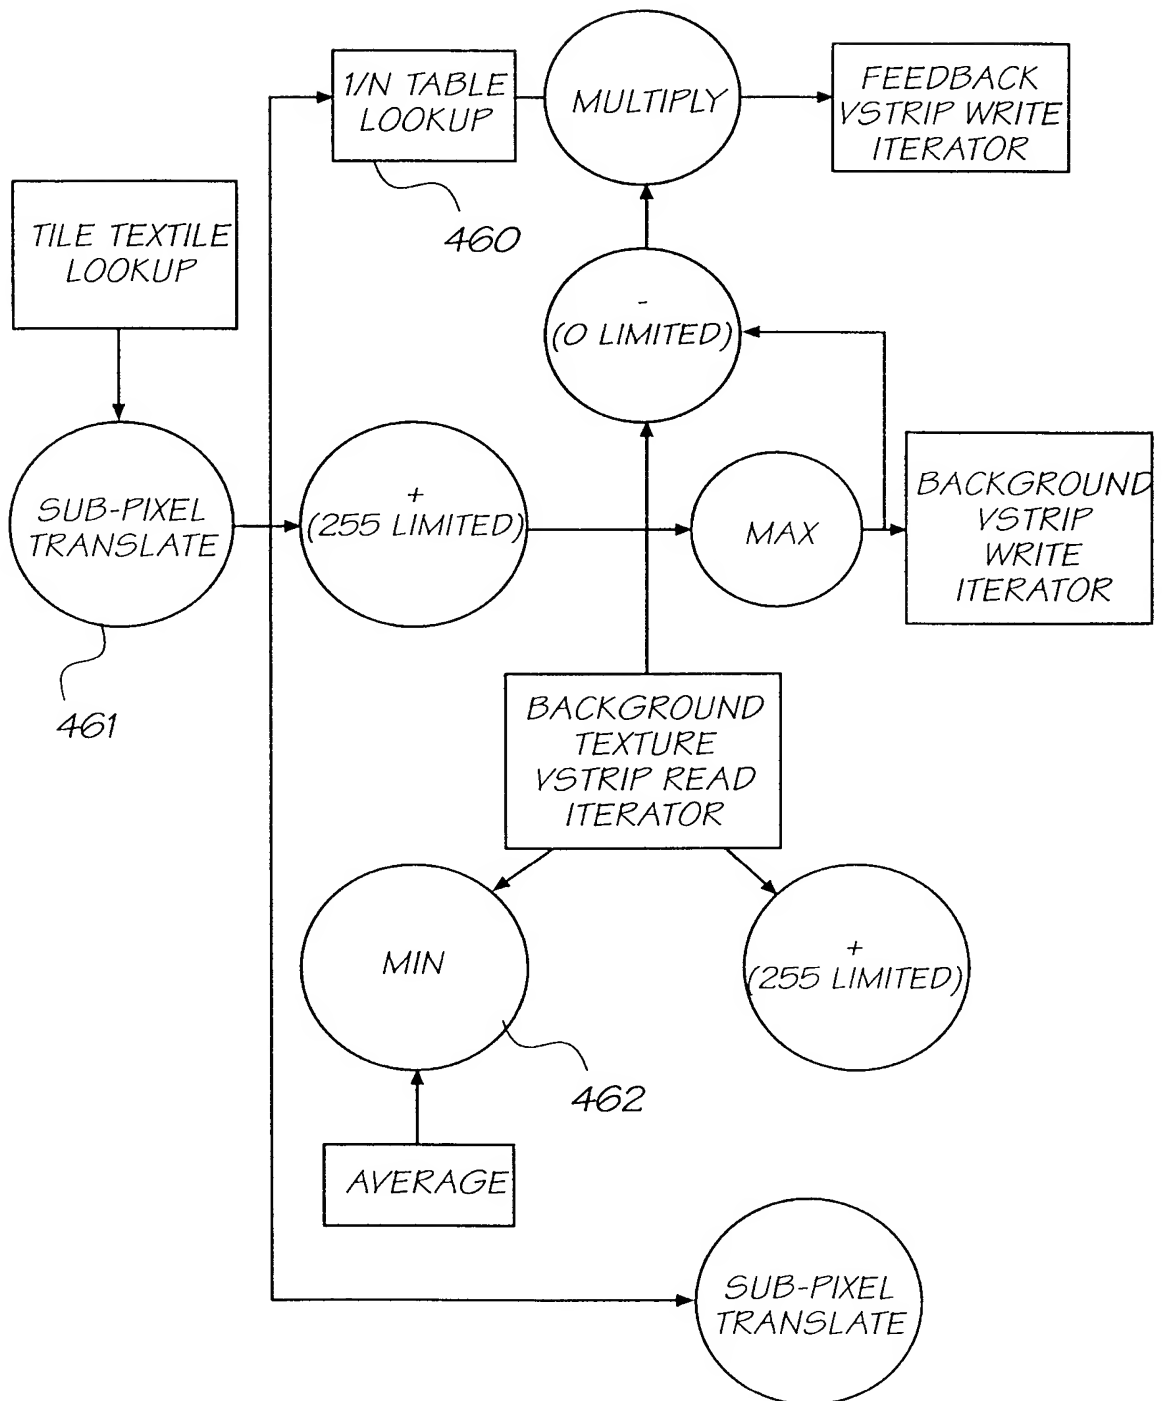 1/N TABLE
LOOKUP
MULTIPLY
FEEDBACK
VSTRIP WRITE
ITERATOR
460
TILE TEXTILE
LOOKUP
-
(0 LIMITED)
SUB-PIXEL
TRANSLATE
+
(255 LIMITED)
MAX
BACKGROUND
VSTRIP
WRITE
ITERATOR
461
BACKGROUND
TEXTURE
VSTRIP READ
ITERATOR
MIN
+
(255 LIMITED)
462
AVERAGE
SUB-PIXEL
TRANSLATE